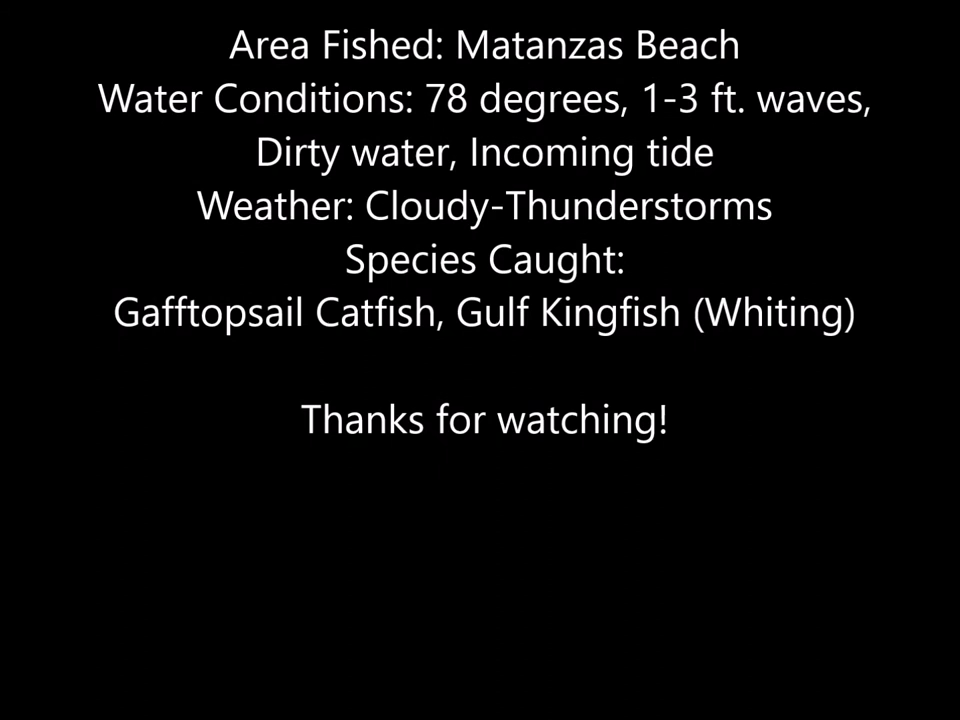 Area Fished: Matanzas Beach
Water Conditions: 78 degrees, 1-3 ft. waves,
Dirty water, Incoming tide
Weather: Cloudy-Thunderstorms
Species Caught:
Gafftopsail Catfish, Gulf Kingfish (Whiting)
Thanks for watching!